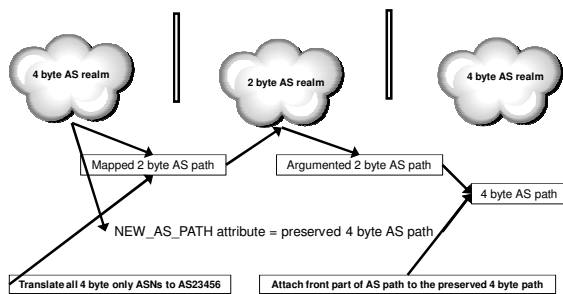 4 byte AS realm
2 byte AS realm
4 byte AS realm
Mapped 2 byte AS path
Argumented 2 byte AS path
4 byte AS path
NEW_AS_PATH attribute = preserved 4 byte AS path
Translate all 4 byte only ASNs to AS23456
Attach front part of AS path to the preserved 4 byte path